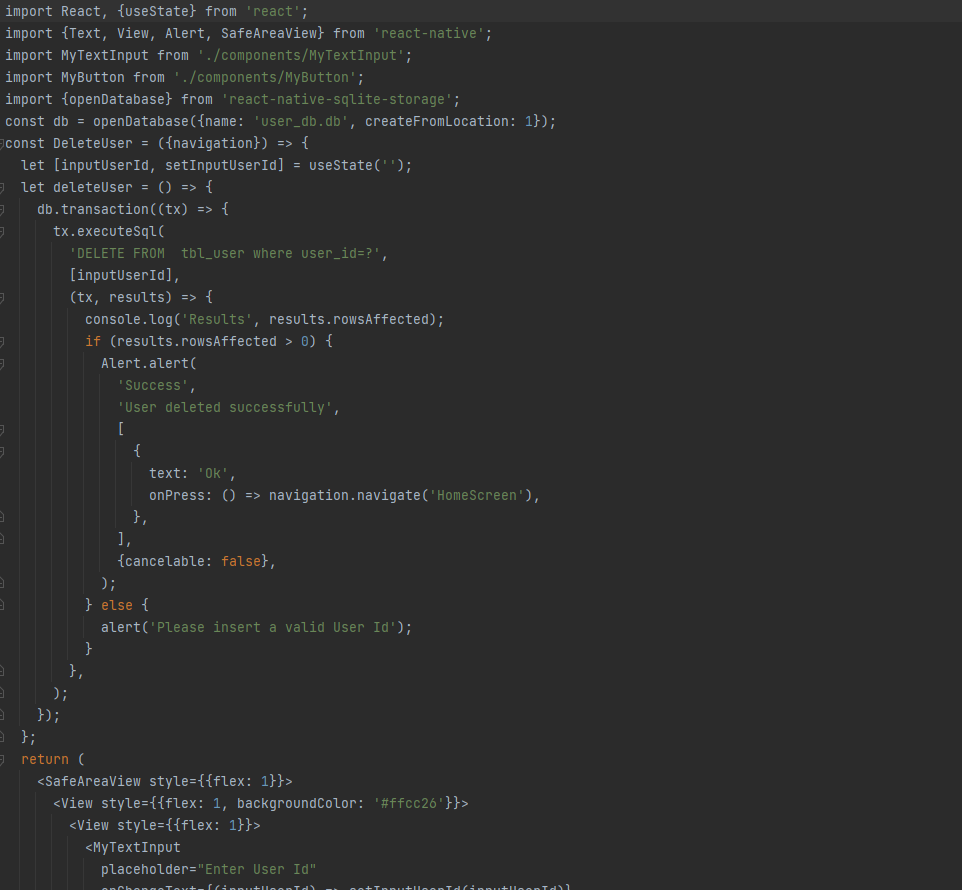 import React, {useState} from 'react';
import {Text, View, Alert, SafeAreaView} from 'react-native';
import MyTextInput from './components/MyTextInput';
import MyButton from './components/MyButton';
import {openDatabase} from 'react-native-sqlite-storage';
const db = openDatabase({name: 'user_db.db', createFromLocation: 1});
const DeleteUser = ({navigation}) => {
  let [inputUserId, setInputUserId] = useState('');
  let deleteUser = () => {
    db.transaction((tx) => {
      tx.executeSql(
        'DELETE FROM  tbl_user where user_id=?',
        [inputUserId],
        (tx, results) => {
          console.log('Results', results.rowsAffected);
          if (results.rowsAffected > 0) {
            Alert.alert(
              'Success',
              'User deleted successfully',
              [
                {
                  text: 'Ok',
                  onPress: () => navigation.navigate('HomeScreen'),
                },
              ],
              {cancelable: false},
            );
          } else {
            alert('Please insert a valid User Id');
          }
        },
      );
    });
  };
  return (
    <SafeAreaView style={{flex: 1}}>
      <View style={{flex: 1, backgroundColor: '#ffcc26'}}>
        <View style={{flex: 1}}>
          <MyTextInput
            placeholder="Enter User Id"
            onChangeText={(inputUserId) => setInputUserId(inputUserId)}